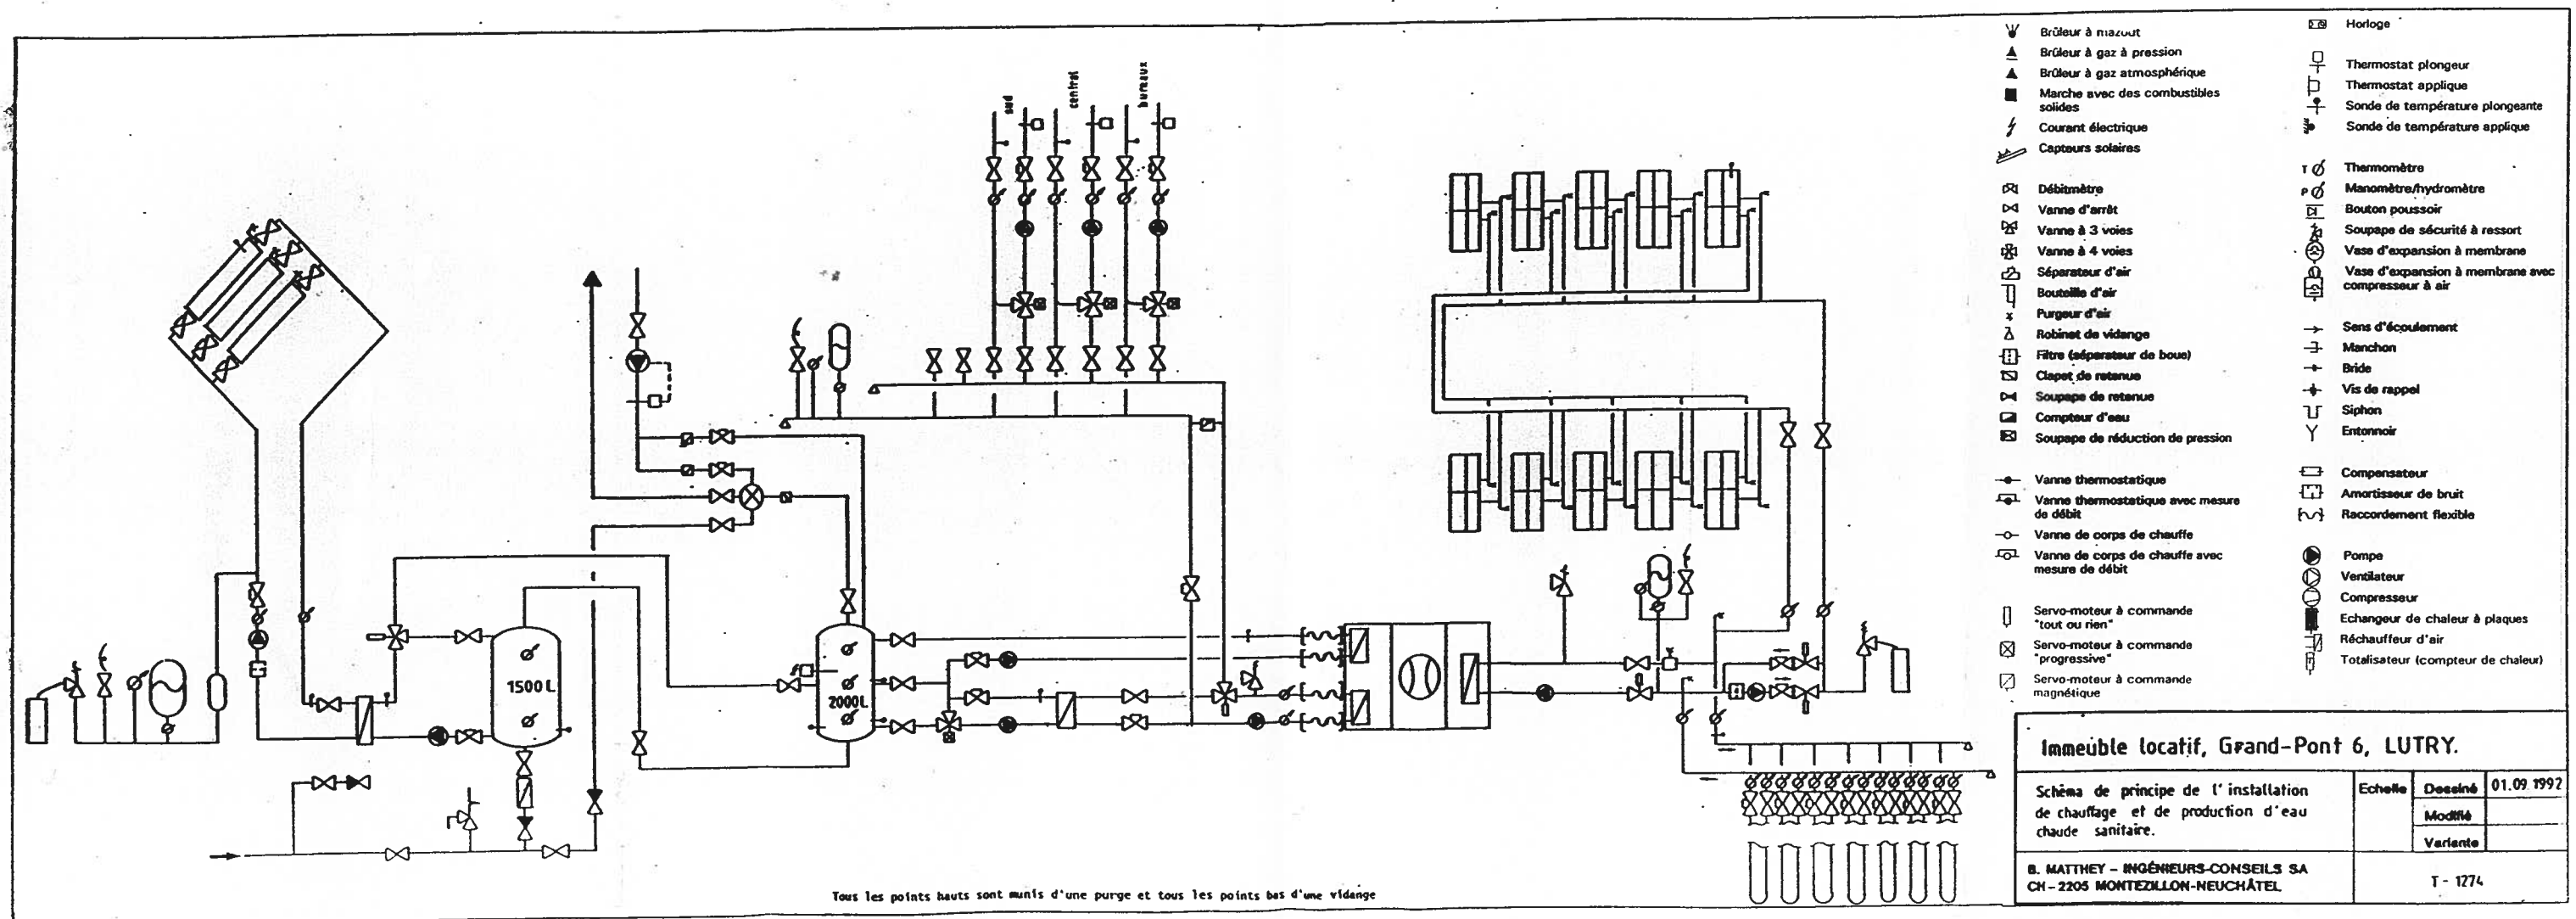 sud
central
bureaux
1500 L
2000 L
Tous les points hauts sont munis d'une purge et tous les points bas d'une vidange
Brûleur à mazout
Brûleur à gaz à pression
Brûleur à gaz atmosphérique
Marche avec des combustibles
solides
Courant électrique
Capteurs solaires
Débitmètre
Vanne d'arrêt
Vanne à 3 voies
Vanne à 4 voies
Séparateur d'air
Bouteille d'air
Purgeur d'air
Robinet de vidange
Filtre (séparateur de boue)
Clapet de retenue
Soupape de retenue
Compteur d'eau
Soupape de réduction de pression
Vanne thermostatique
Vanne thermostatique avec mesure
de débit
Vanne de corps de chauffe
Vanne de corps de chauffe avec
mesure de débit
Servo-moteur à commande
"tout ou rien"
Servo-moteur à commande
"progressive"
Servo-moteur à commande
magnétique
Horloge
Thermostat plongeur
Thermostat applique
Sonde de température plongeante
Sonde de température applique
T Thermomètre
P Manomètre/hydromètre
Bouton poussoir
Soupape de sécurité à ressort
Vase d'expansion à membrane
Vase d'expansion à membrane avec
compresseur à air
Sens d'écoulement
Manchon
Bride
Vis de rappel
Siphon
Entonnoir
Compensateur
Amortisseur de bruit
Raccordement flexible
Pompe
Ventilateur
Compresseur
Echangeur de chaleur à plaques
Réchauffeur d'air
Totalisateur (compteur de chaleur)
Immeuble locatif, Grand-Pont 6, LUTRY.
Schéma de principe de l'installation
de chauffage et de production d'eau
chaude sanitaire.
Echelle
Dessiné 01.09.1992
Modifié
Variante
B. MATTHEY - INGÉNIEURS-CONSEILS SA
CH-2205 MONTEZILLON-NEUCHÂTEL
T - 1274